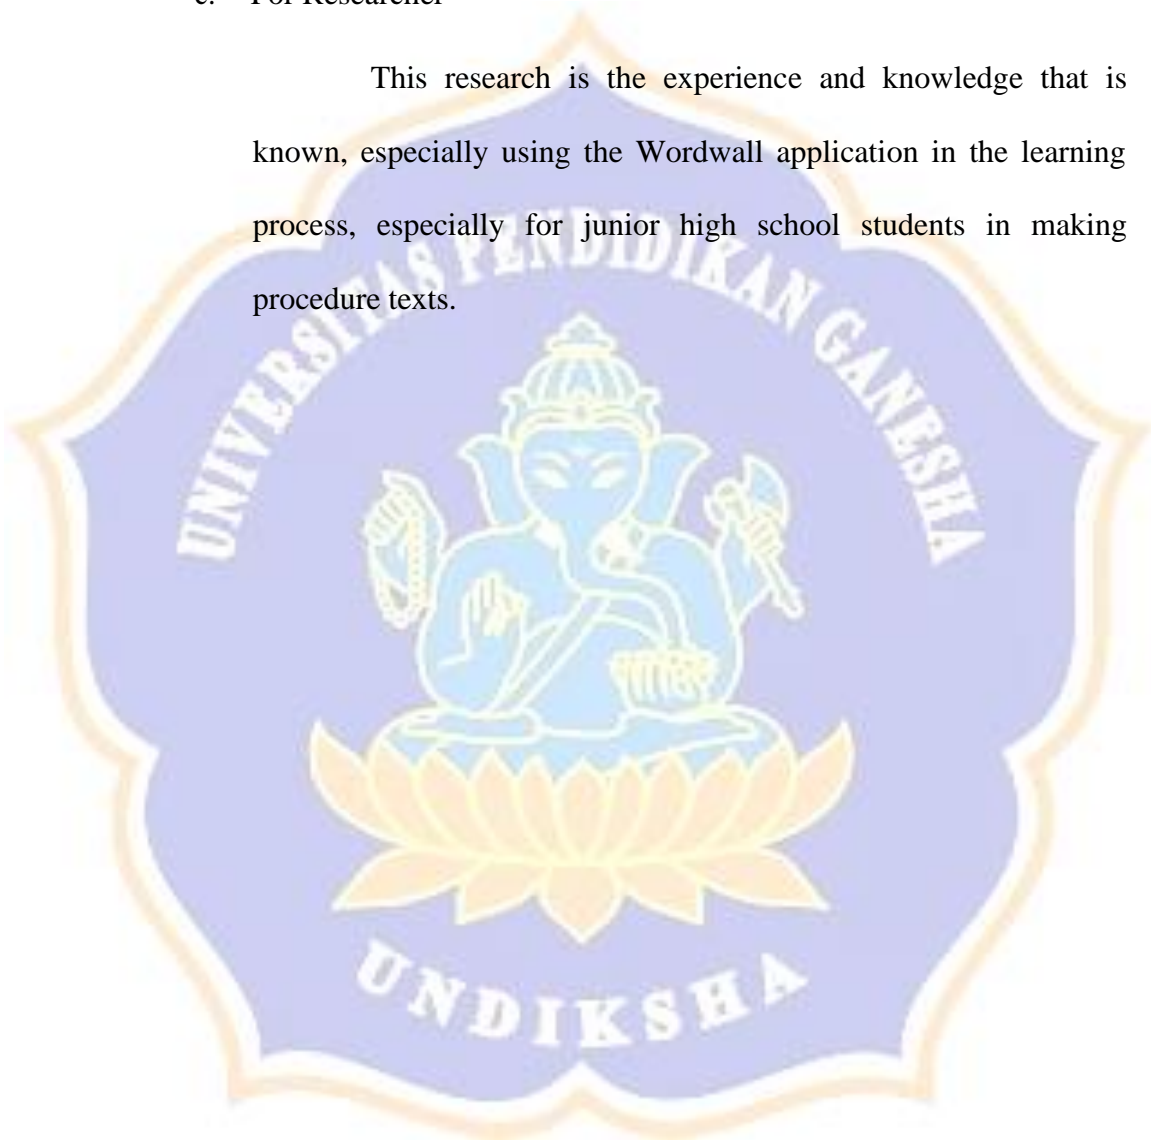 For Researcher
This research is the experience and knowledge that is
known, especially using the Wordwall application in the learning
process, especially for junior high school students in making
procedure texts.
UNIVERSITAS PENDIDIKAN GANESHA
UNDIKSHA